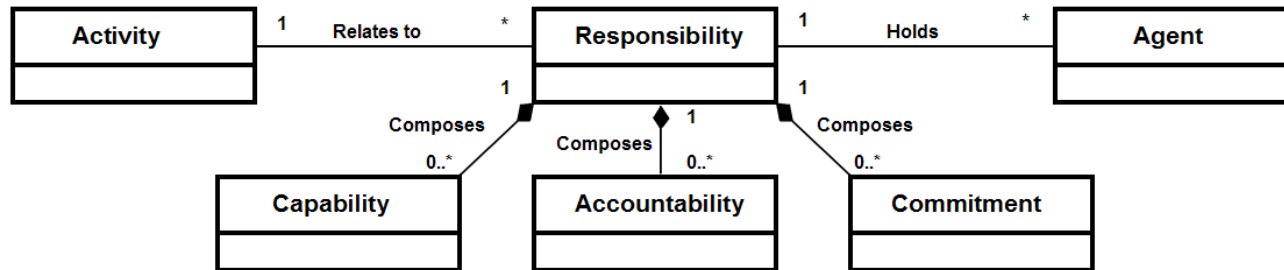 Activity
1
Relates to
*
Responsibility
1
Holds
*
Agent
1
1
1
Composes
Composes
Composes
0..*
0..*
0..*
Capability
Accountability
Commitment